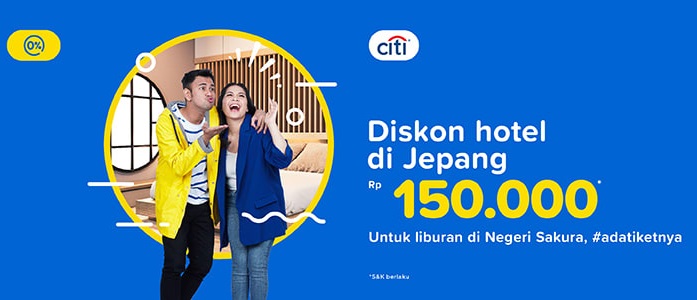 0%
citi
Diskon hotel
di Jepang
Rp 150.000*
Untuk liburan di Negeri Sakura, #adatiketnya
*S&K berlaku